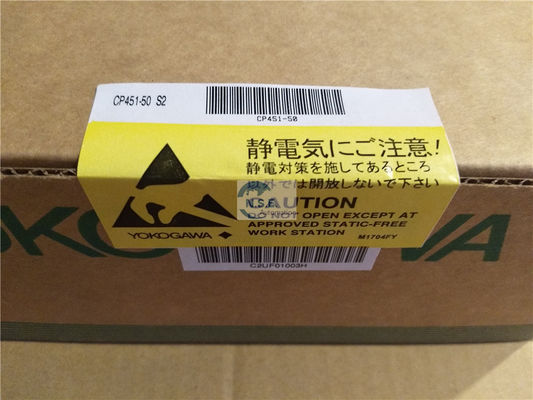 CP451-50 S2
CP451-50
静電気にご注意!
静電対策を施してあるところ
以外では開放しないで下さい
CAUTION
DO NOT OPEN EXCEPT AT
APPROVED STATIC-FREE
WORK STATION
M1704FY
YOKOGAWA
N.S.E.
Automation
YOKOGAWA
C2UF01003H